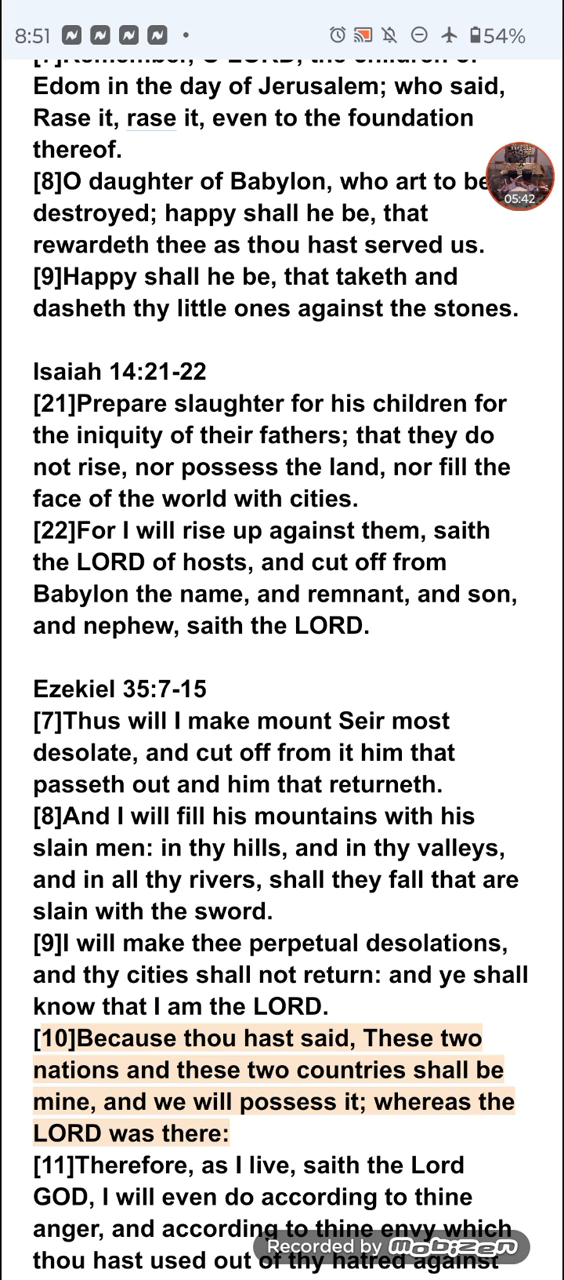 8:51
54%
[7]Remember, O LORD, the children of
Edom in the day of Jerusalem; who said,
Rase it, rase it, even to the foundation
thereof.
[8]O daughter of Babylon, who art to be
05:42
destroyed; happy shall he be, that
rewardeth thee as thou hast served us.
[9]Happy shall he be, that taketh and
dasheth thy little ones against the stones.
Isaiah 14:21-22
[21]Prepare slaughter for his children for
the iniquity of their fathers; that they do
not rise, nor possess the land, nor fill the
face of the world with cities.
[22]For I will rise up against them, saith
the LORD of hosts, and cut off from
Babylon the name, and remnant, and son,
and nephew, saith the LORD.
Ezekiel 35:7-15
[7]Thus will I make mount Seir most
desolate, and cut off from it him that
passeth out and him that returneth.
[8]And I will fill his mountains with his
slain men: in thy hills, and in thy valleys,
and in all thy rivers, shall they fall that are
slain with the sword.
[9]I will make thee perpetual desolations,
and thy cities shall not return: and ye shall
know that I am the LORD.
[10]Because thou hast said, These two
nations and these two countries shall be
mine, and we will possess it; whereas the
LORD was there:
[11]Therefore, as I live, saith the Lord
GOD, I will even do according to thine
anger, and according to thine envy which
Recorded by mobizen
thou hast used out of thy hatred against